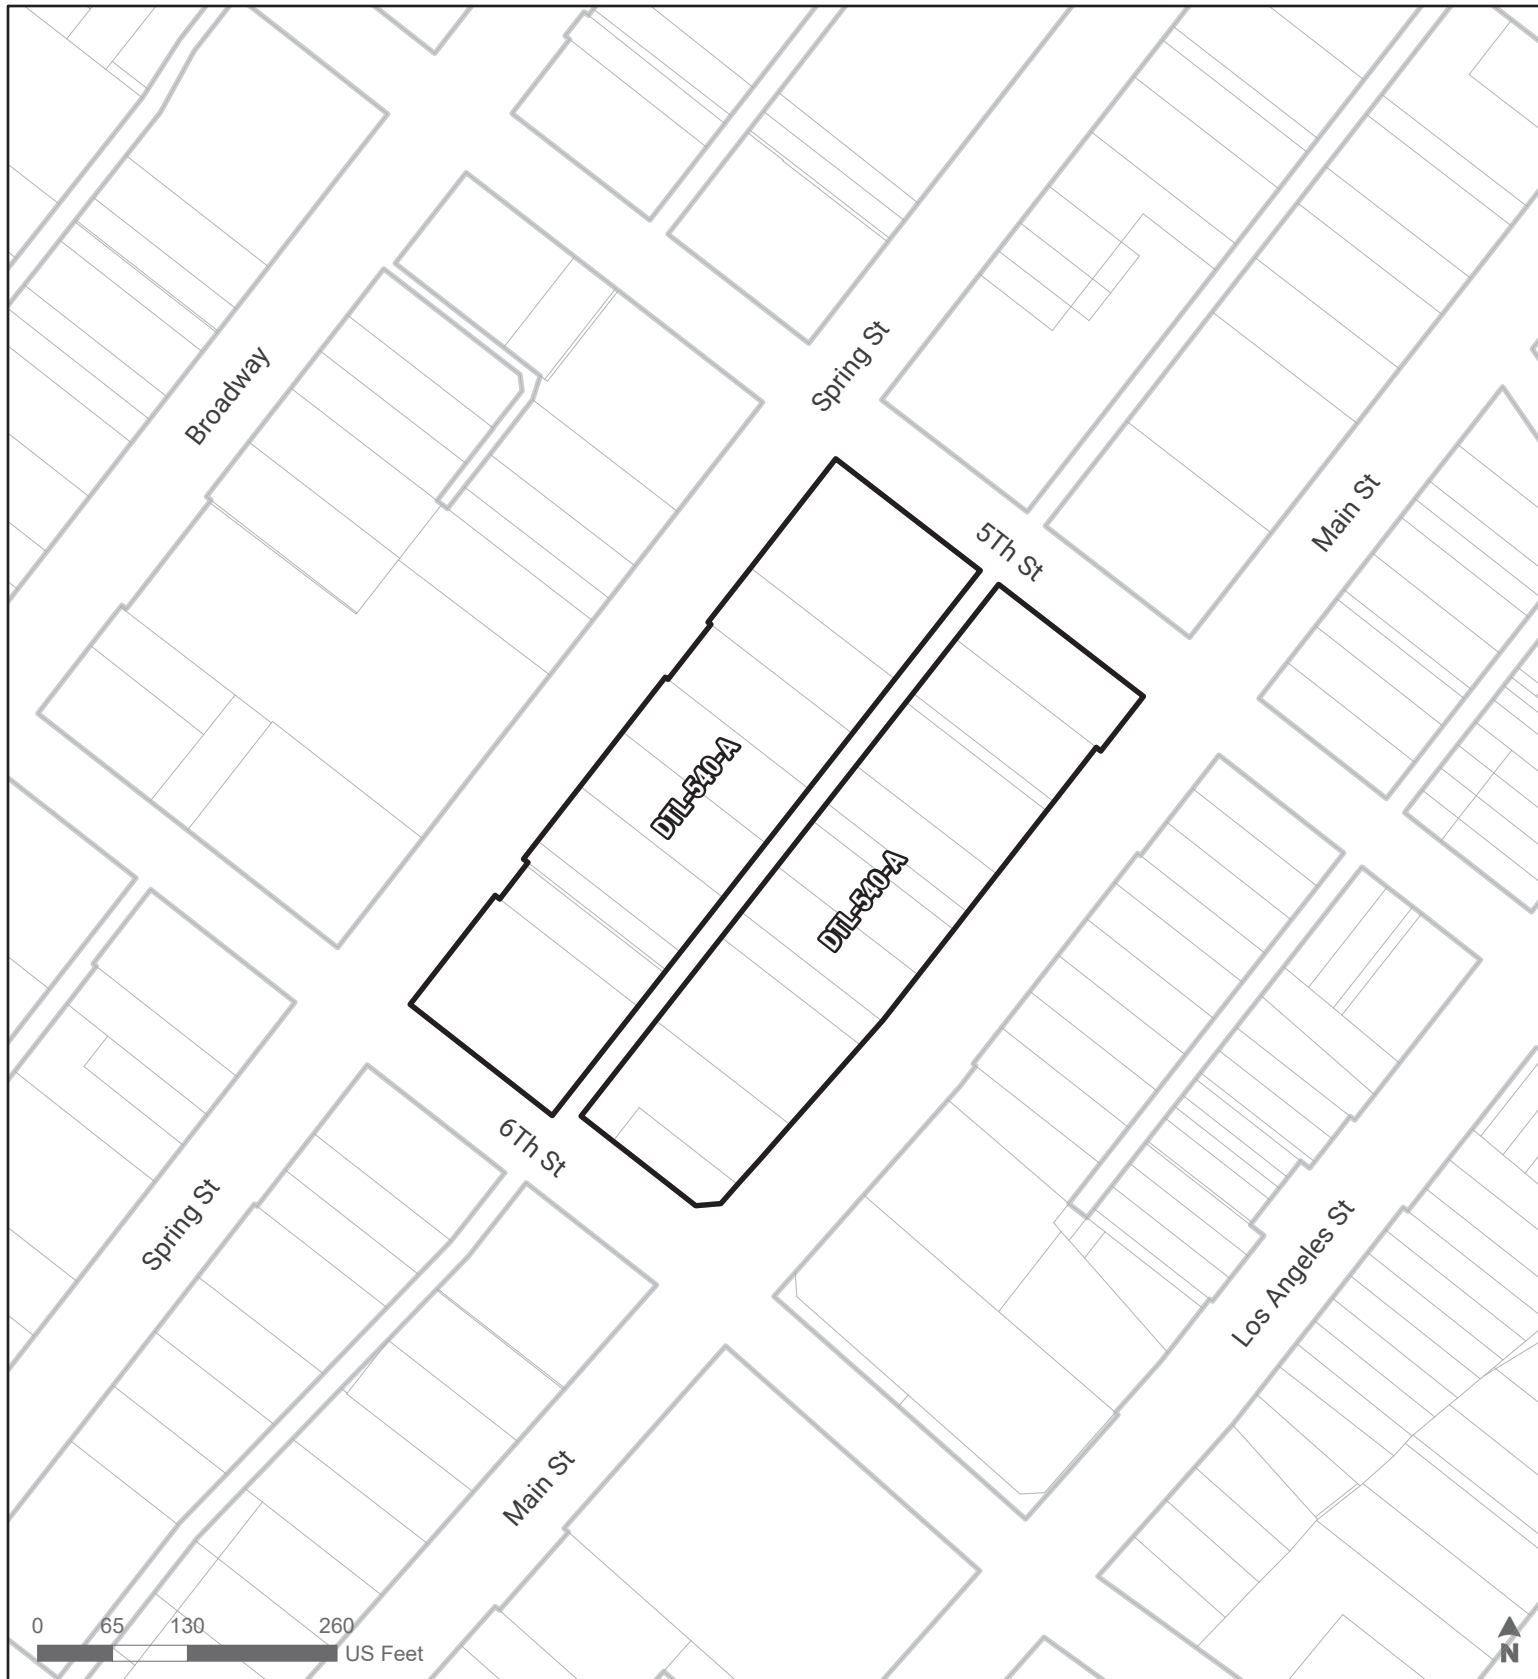 Spring St
Broadway
Main St
5Th St
DTL-540-A
DTL-540-A
6Th St
Spring St
Los Angeles St
Main St
0 65 130 260
US Feet
N